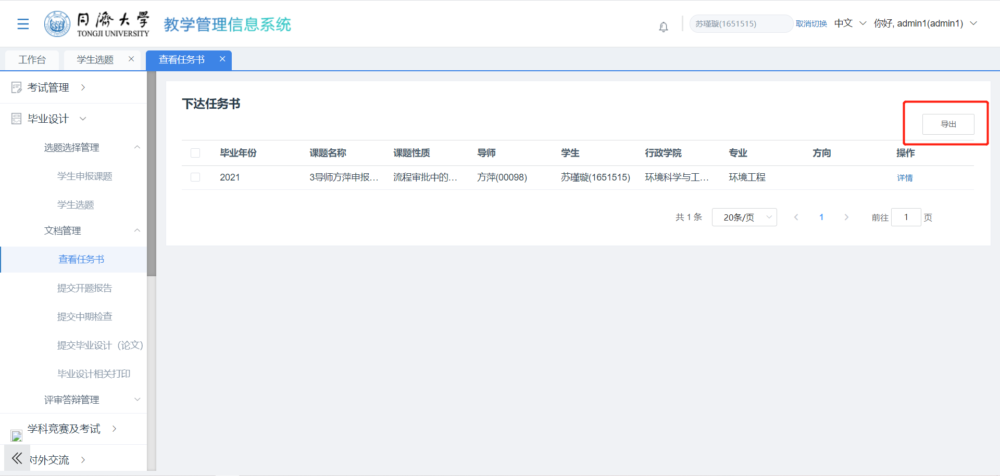 同濟大学
TONGJI UNIVERSITY
教学管理信息系统
苏瑾璇(1651515)
取消切换
中文
你好, admin1(admin1)
工作台
学生选题
查看任务书
考试管理
毕业设计
选题选择管理
学生申报课题
学生选题
文档管理
查看任务书
提交开题报告
提交中期检查
提交毕业设计（论文）
毕业设计相关打印
评审答辩管理
学科竞赛及考试
对外交流
下达任务书
导出
毕业年份 课题名称 课题性质 导师 学生 行政学院 专业 方向 操作
2021 3导师方萍申报... 流程审批中的... 方萍(00098) 苏瑾璇(1651515) 环境科学与工... 环境工程 详情
共 1 条 20条/页 1 前往 1 页